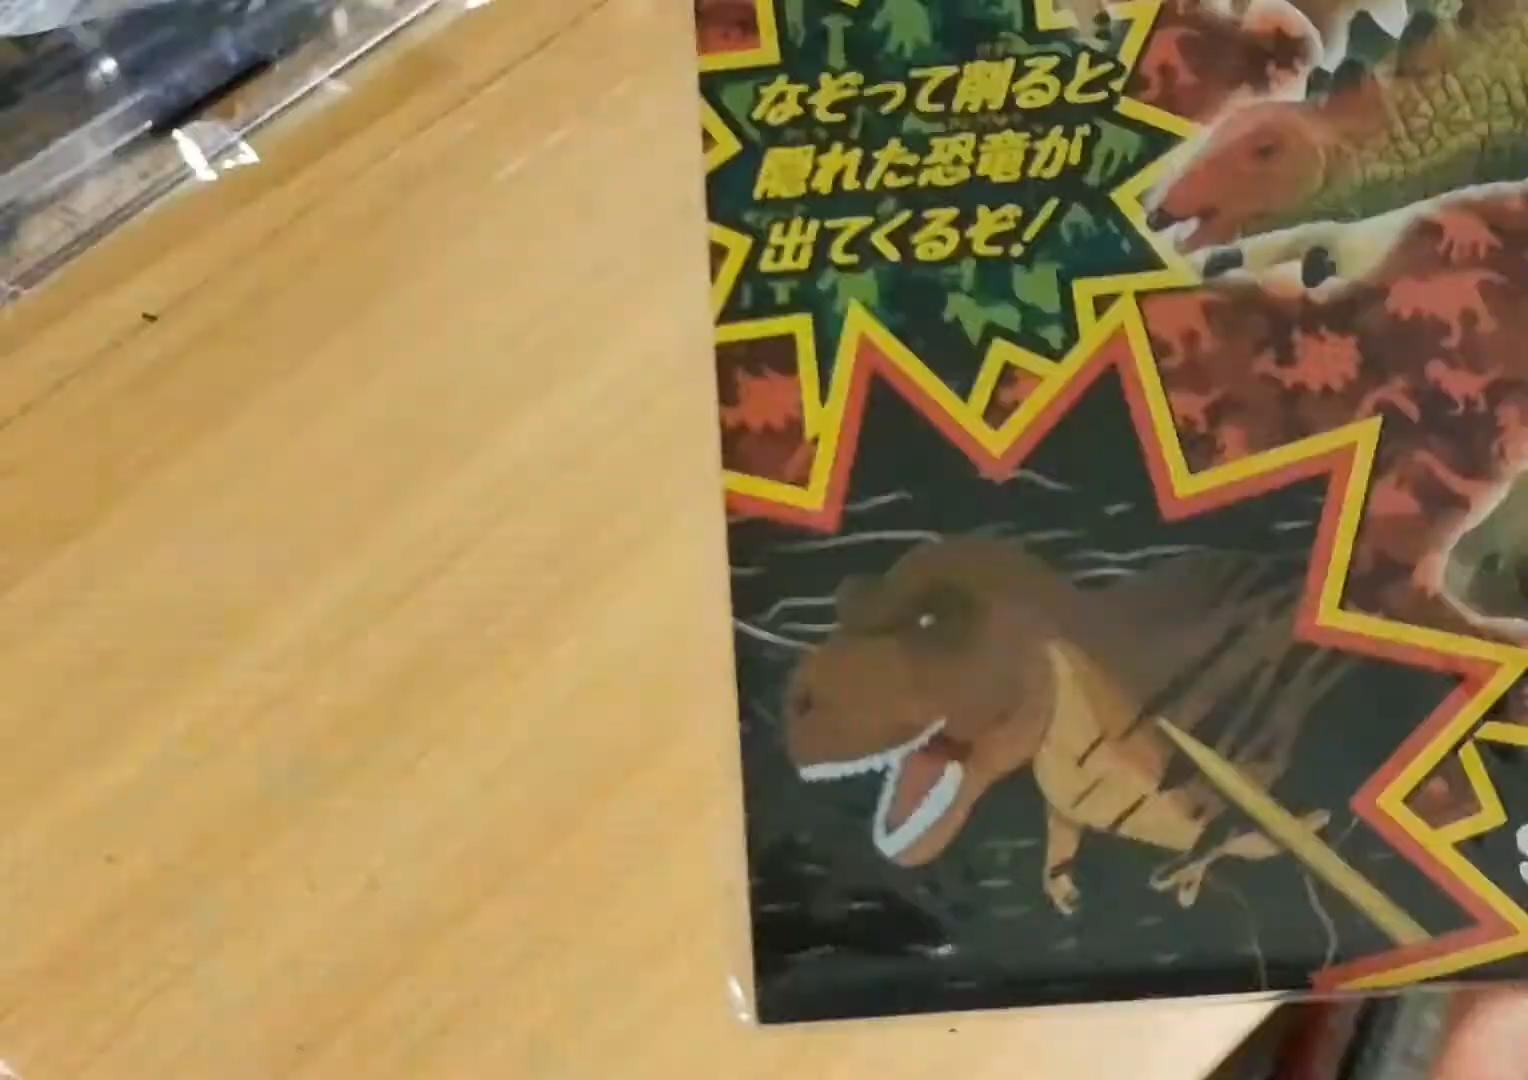 なぞって削ると、
隠れた恐竜が
出てくるぞ!